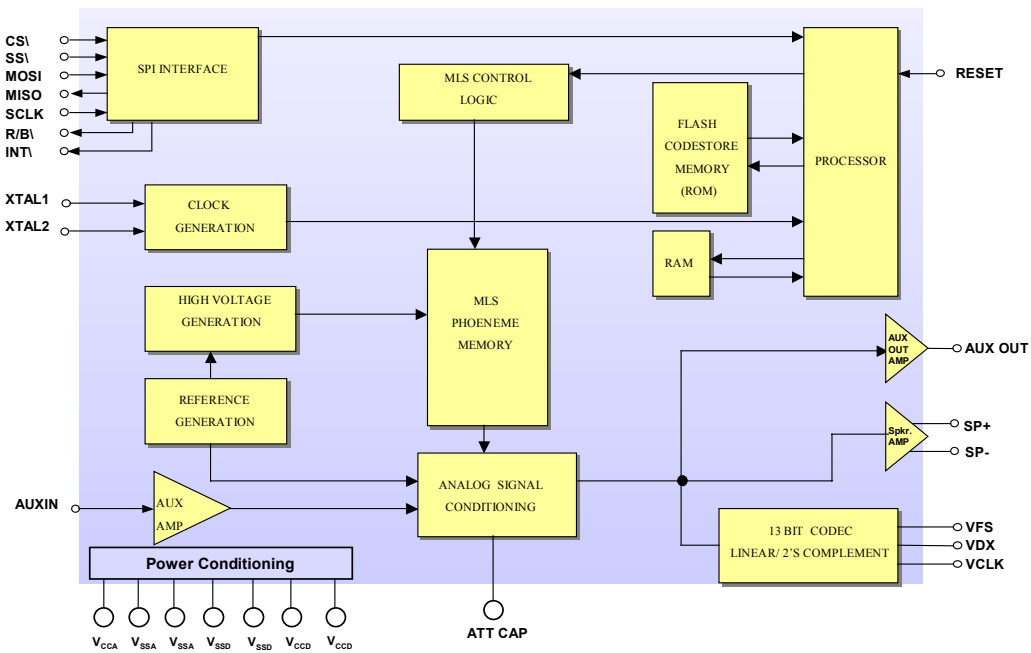 CS\
SS\
MOSI
MISO
SCLK
R/B\
INT\
SPI INTERFACE
MLS CONTROL
LOGIC
FLASH
CODESTORE
MEMORY
(ROM)
PROCESSOR
RESET
XTAL1
XTAL2
CLOCK
GENERATION
RAM
HIGH VOLTAGE
GENERATION
MLS
PHOENEME
MEMORY
REFERENCE
GENERATION
AUX
OUT
AMP
AUX OUT
Spkr.
AMP
SP+
SP-
AUXIN
AUX
AMP
ANALOG SIGNAL
CONDITIONING
13 BIT CODEC
LINEAR/ 2'S COMPLEMENT
VFS
VDX
VCLK
Power Conditioning
VCCA VSSA VSSA VSSD VSSD VCCD VCCD
ATT CAP